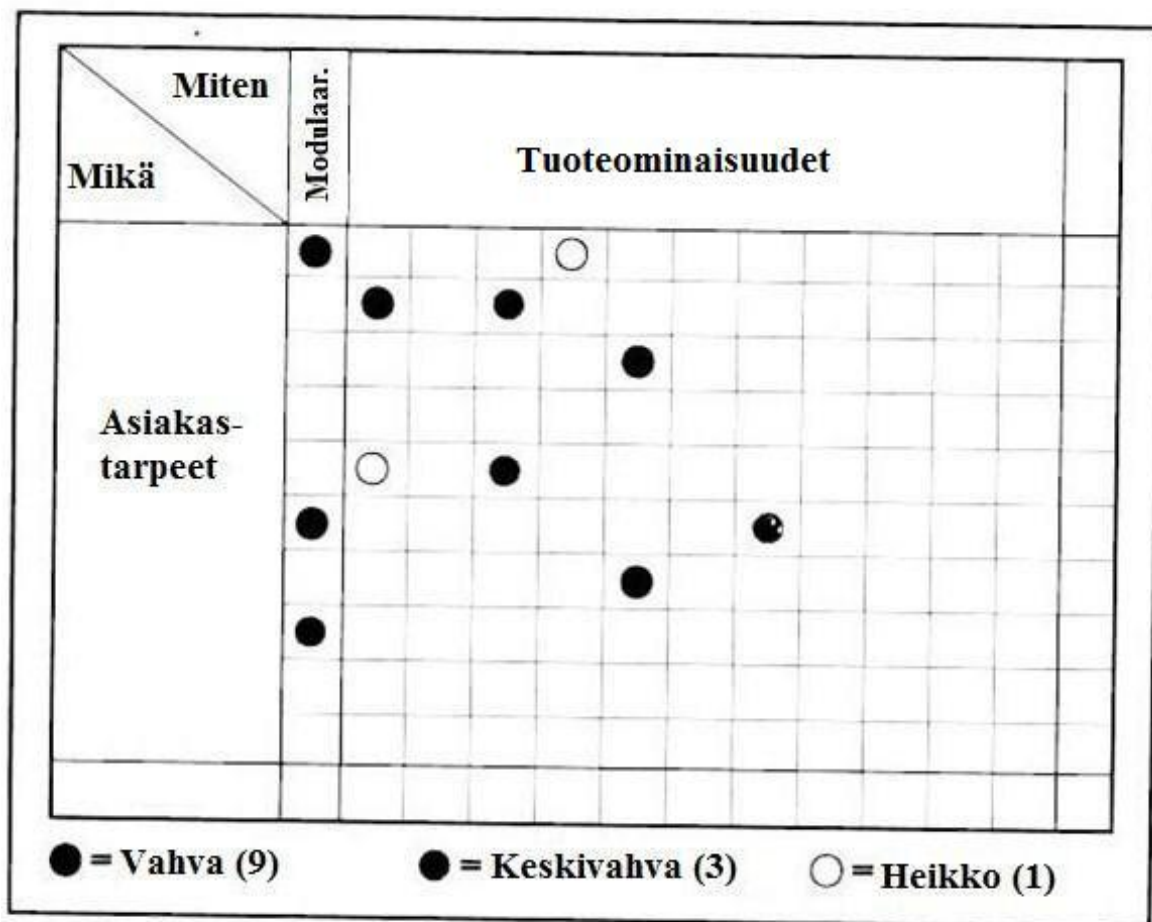 Miten
Mikä
Modulaar.
Tuoteominaisuudet
Asiakas-
tarpeet
= Vahva (9)
= Keskivahva (3)
= Heikko (1)